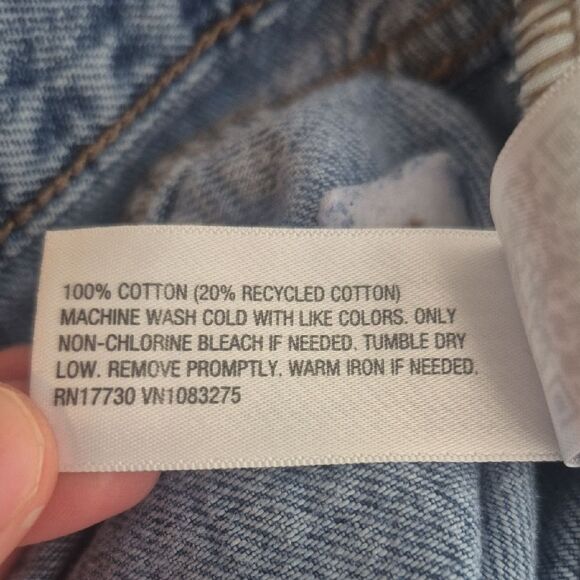 100% COTTON (20% RECYCLED COTTON)
MACHINE WASH COLD WITH LIKE COLORS. ONLY
NON-CHLORINE BLEACH IF NEEDED. TUMBLE DRY
LOW. REMOVE PROMPTLY. WARM IRON IF NEEDED.
RN17730 VN1083275